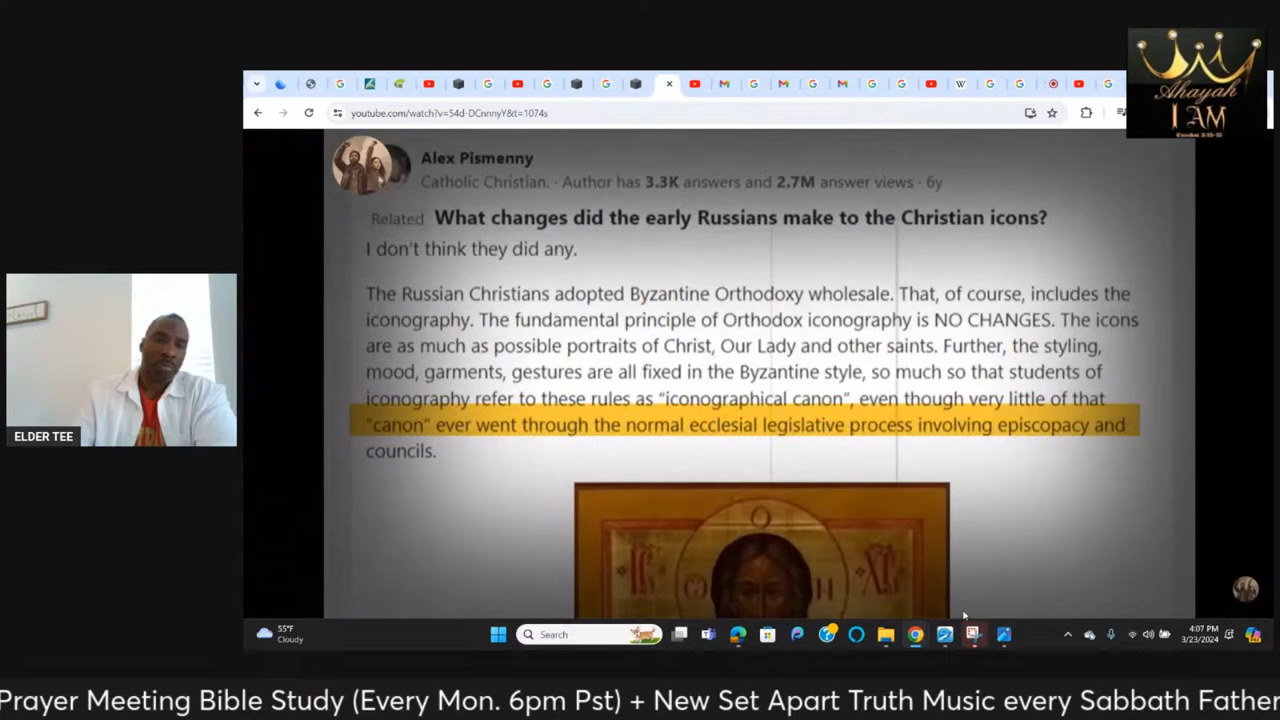 Ahayah
I AM
Exodus 3:13-15
youtube.com/watch?v=54d-DCnnnyY&t=1074s
Alex Pismenny
Catholic Christian. · Author has 3.3K answers and 2.7M answer views · 6y
Related What changes did the early Russians make to the Christian icons?
I don't think they did any.
The Russian Christians adopted Byzantine Orthodoxy wholesale. That, of course, includes the
iconography. The fundamental principle of Orthodox iconography is NO CHANGES. The icons
are as much as possible portraits of Christ, Our Lady and other saints. Further, the styling,
mood, garments, gestures are all fixed in the Byzantine style, so much so that students of
iconography refer to these rules as "iconographical canon", even though very little of that
"canon" ever went through the normal ecclesial legislative process involving episcopacy and
councils.
ELDER TEE
55°F
Cloudy
Search
4:07 PM
3/23/2024
Prayer Meeting Bible Study (Every Mon. 6pm Pst) + New Set Apart Truth Music every Sabbath Father